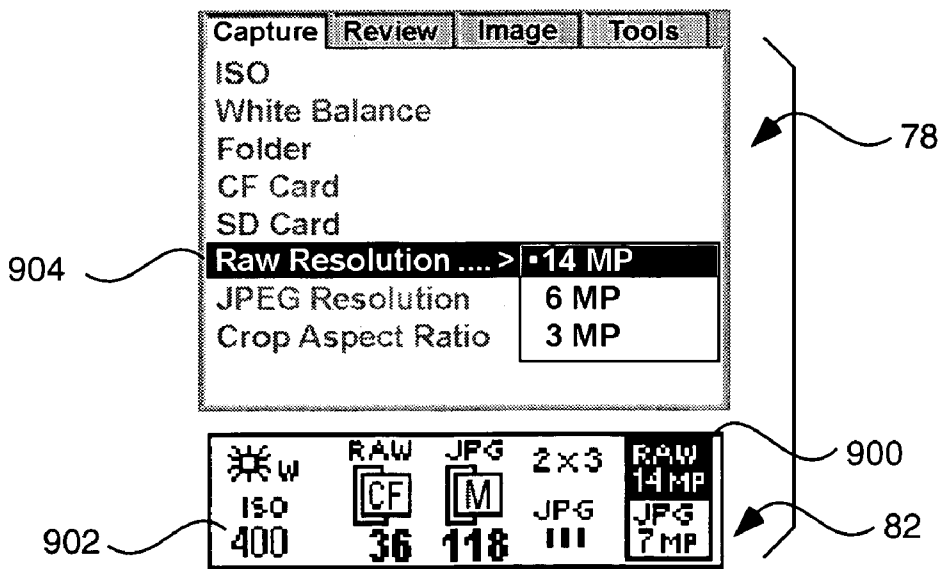 Capture Review Image Tools
ISO
White Balance
Folder
CF Card
SD Card
Raw Resolution .... > •14 MP
JPEG Resolution 6 MP
Crop Aspect Ratio 3 MP
78
904
W RAW JPG 2x3 RAW 14 MP
ISO CF M JPG JPG
400 36 118 7 MP
900
902
82